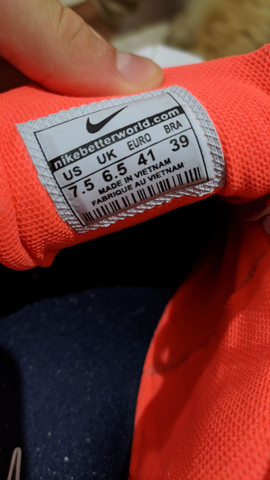 nikebetterworld.com
US UK EURO BRA
7.5 6.5 41 39
MADE IN VIETNAM
FABRIQUE AU VIETNAM